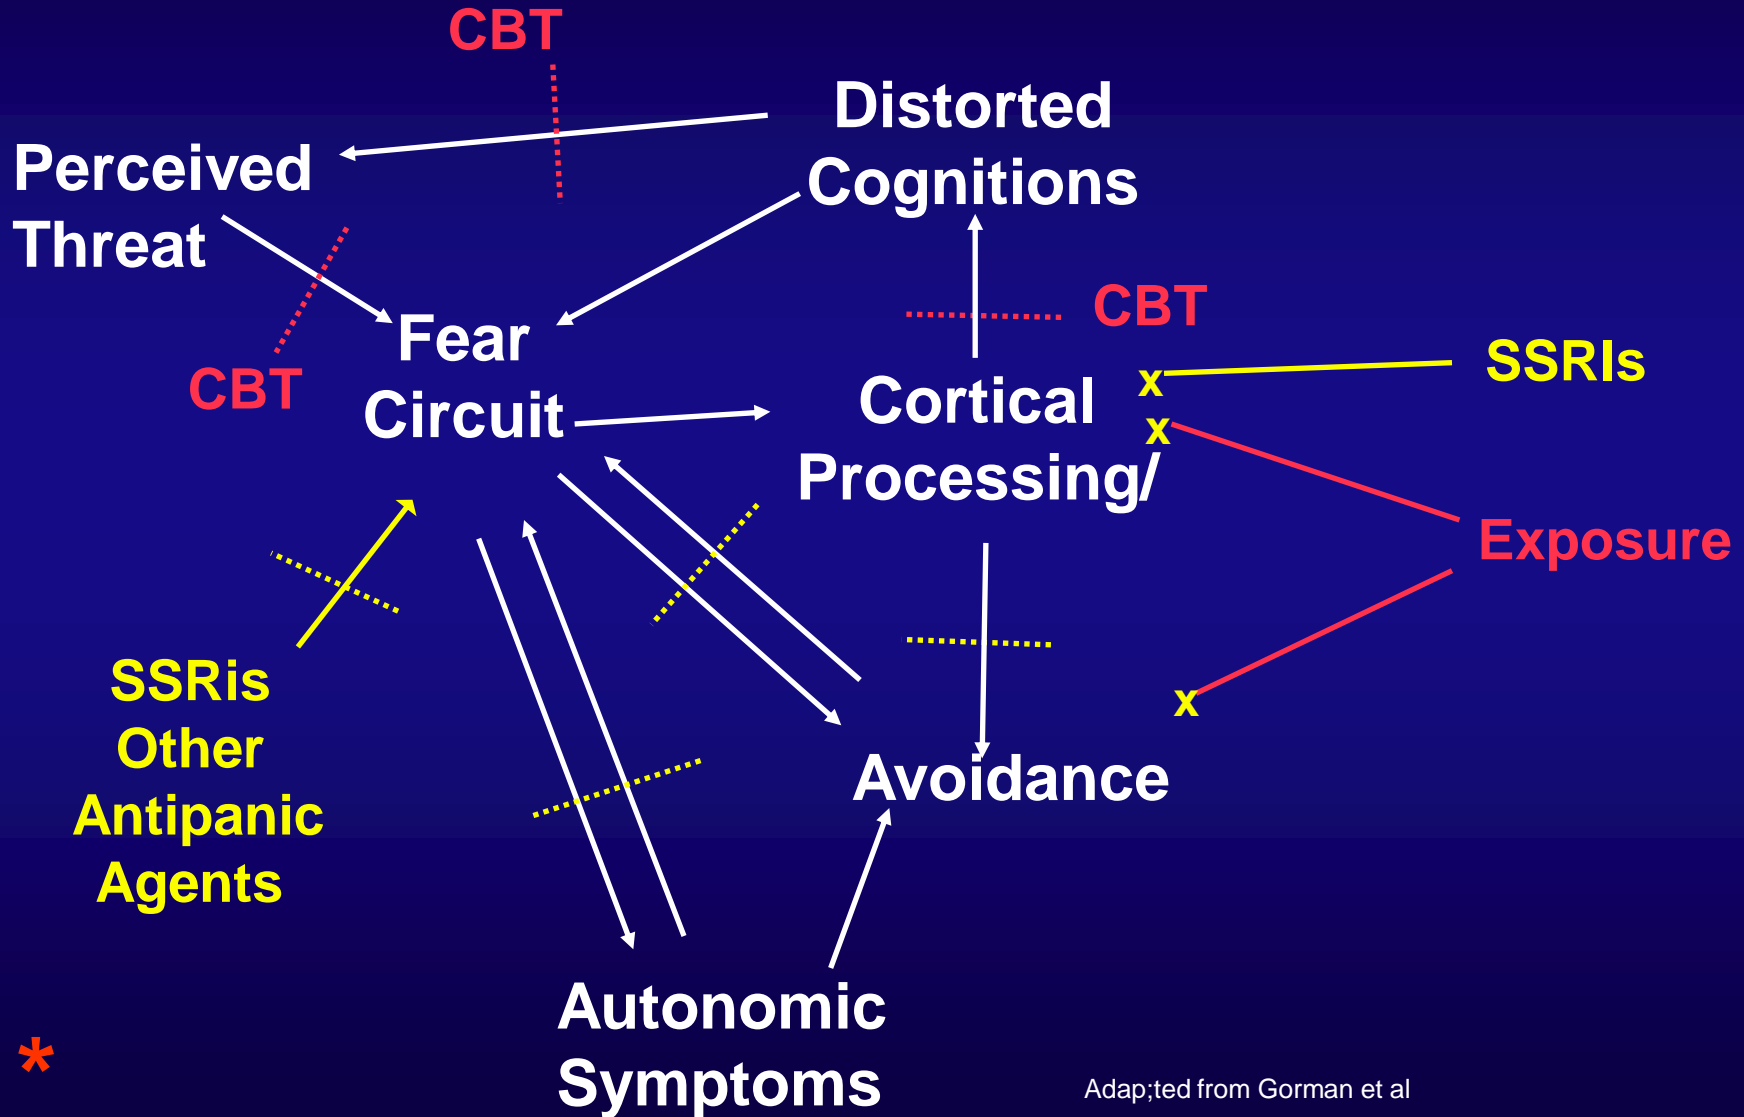 CBT
Distorted
Cognitions
Perceived
Threat
CBT
Fear
Circuit
CBT
SSRIs
x
Cortical
Processing/
x
Exposure
SSRis
Other
Antipanic
Agents
x
Avoidance
Autonomic
Symptoms
*
Adap;ted from Gorman et al